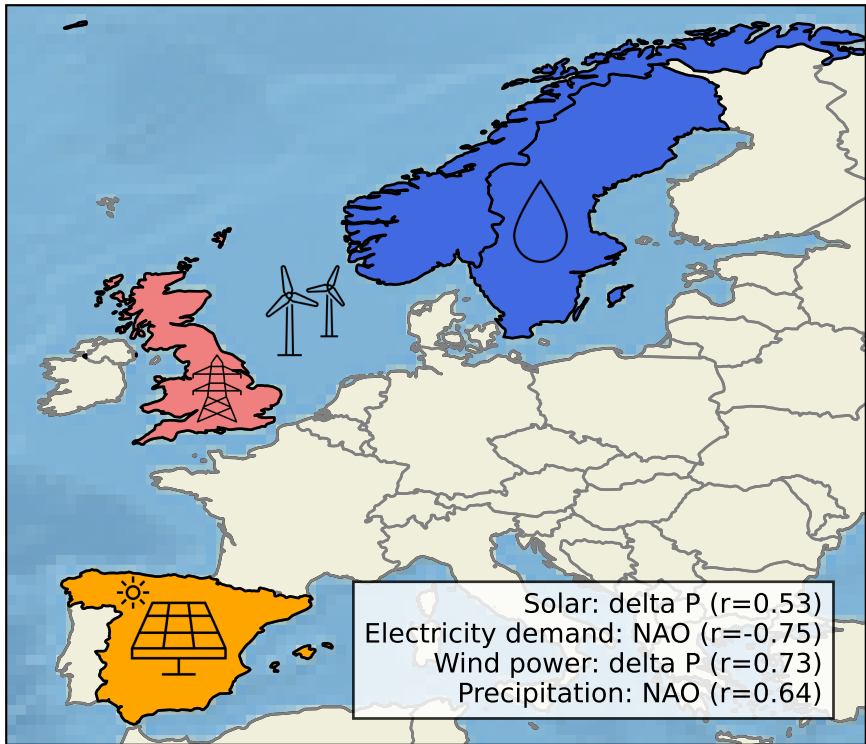 Solar: delta P (r=0.53)
Electricity demand: NAO (r=-0.75)
Wind power: delta P (r=0.73)
Precipitation: NAO (r=0.64)